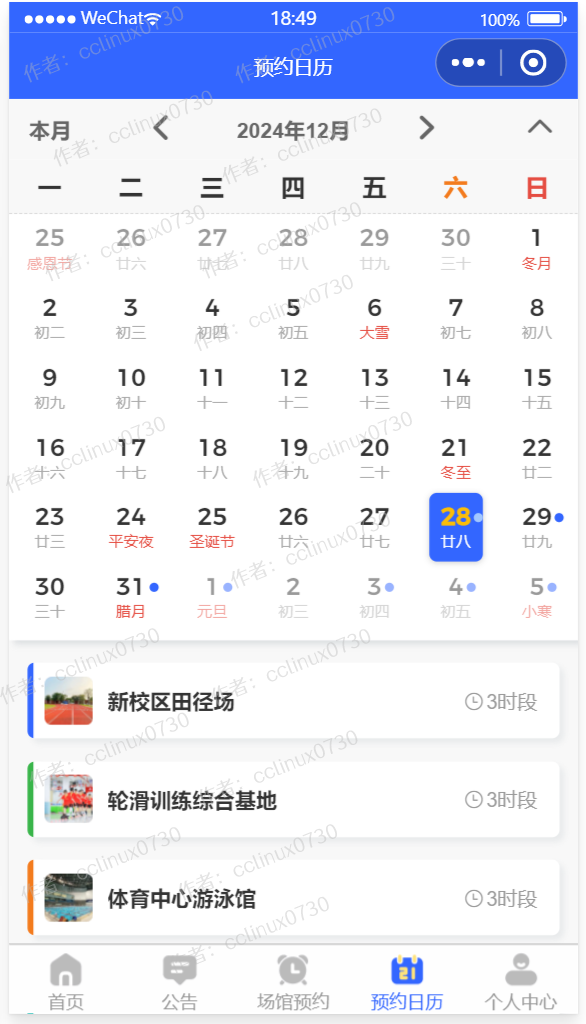 WeChat 18:49 100%
预约日历
本月 2024年12月
一 二 三 四 五 六 日
25 26 27 28 29 30 1
感恩节 廿六 廿七 廿八 廿九 三十 冬月
2 3 4 5 6 7 8
初二 初三 初四 初五 大雪 初七 初八
9 10 11 12 13 14 15
初九 初十 十一 十二 十三 十四 十五
16 17 18 19 20 21 22
十六 十七 十八 十九 二十 冬至 廿二
23 24 25 26 27 28 29
廿三 平安夜 圣诞节 廿六 廿七 廿八 廿九
30 31 1 2 3 4 5
三十 腊月 元旦 初三 初四 初五 小寒
新校区田径场 3时段
轮滑训练综合基地 3时段
体育中心游泳馆 3时段
21
首页 公告 场馆预约 预约日历 个人中心
作者：cclinux0730